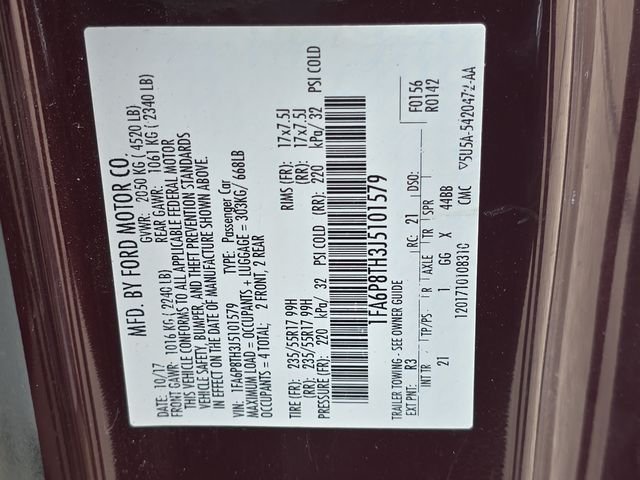 MFD. BY FORD MOTOR CO.
DATE: 10/17 GVWR: 2050 KG ( 4520 LB)
FRONT GAWR: 1016 KG ( 2240 LB) REAR GAWR: 1061 KG ( 2340 LB)
THIS VEHICLE CONFORMS TO ALL APPLICABLE FEDERAL MOTOR
VEHICLE SAFETY, BUMPER, AND THEFT PREVENTION STANDARDS
IN EFFECT ON THE DATE OF MANUFACTURE SHOWN ABOVE.
VIN: 1FA6P8TH3J5101579 TYPE: Passenger Car
MAXIMUM LOAD = OCCUPANTS + LUGGAGE = 303KG/ 668LB
OCCUPANTS = 4 TOTAL; 2 FRONT, 2 REAR
TIRE (FR): 235/55R17 99H RIMS (FR): 17x7.5J
(RR): 235/55R17 99H (RR): 17x7.5J
PRESSURE (FR): 220 kPa/ 32 PSI COLD (RR): 220 kPa/ 32 PSI COLD
1FA6P8TH3J5101579
TRAILER TOWING - SEE OWNER GUIDE F0156
EXT PNT: R3 RC: 21 DSO: R0142
INT TR TP/PS R AXLE TR SPR
21 1 GG X 44BB
120171010B31C CMC ▽5U5A-5420472-AA